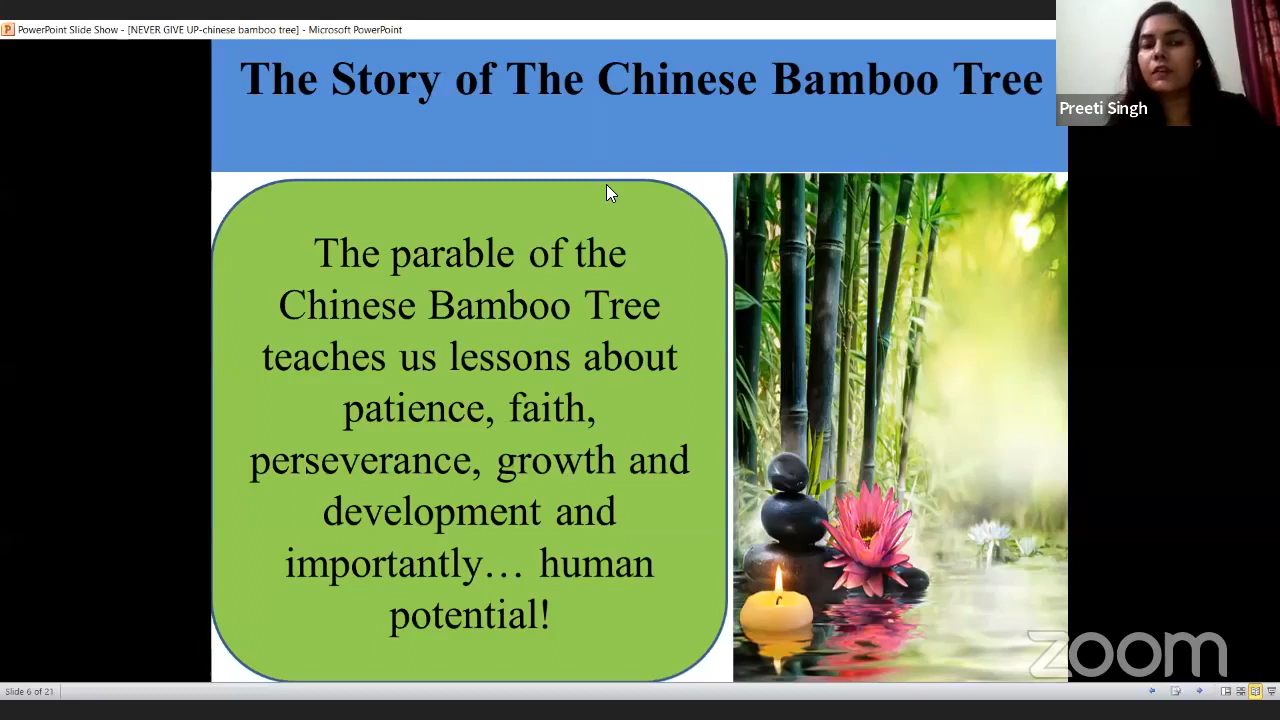 PowerPoint Slide Show - [NEVER GIVE UP-chinese bamboo tree] - Microsoft PowerPoint
The Story of The Chinese Bamboo Tree
Preeti Singh
The parable of the
Chinese Bamboo Tree
teaches us lessons about
patience, faith,
perseverance, growth and
development and
importantly… human
potential!
zoom
Slide 6 of 21